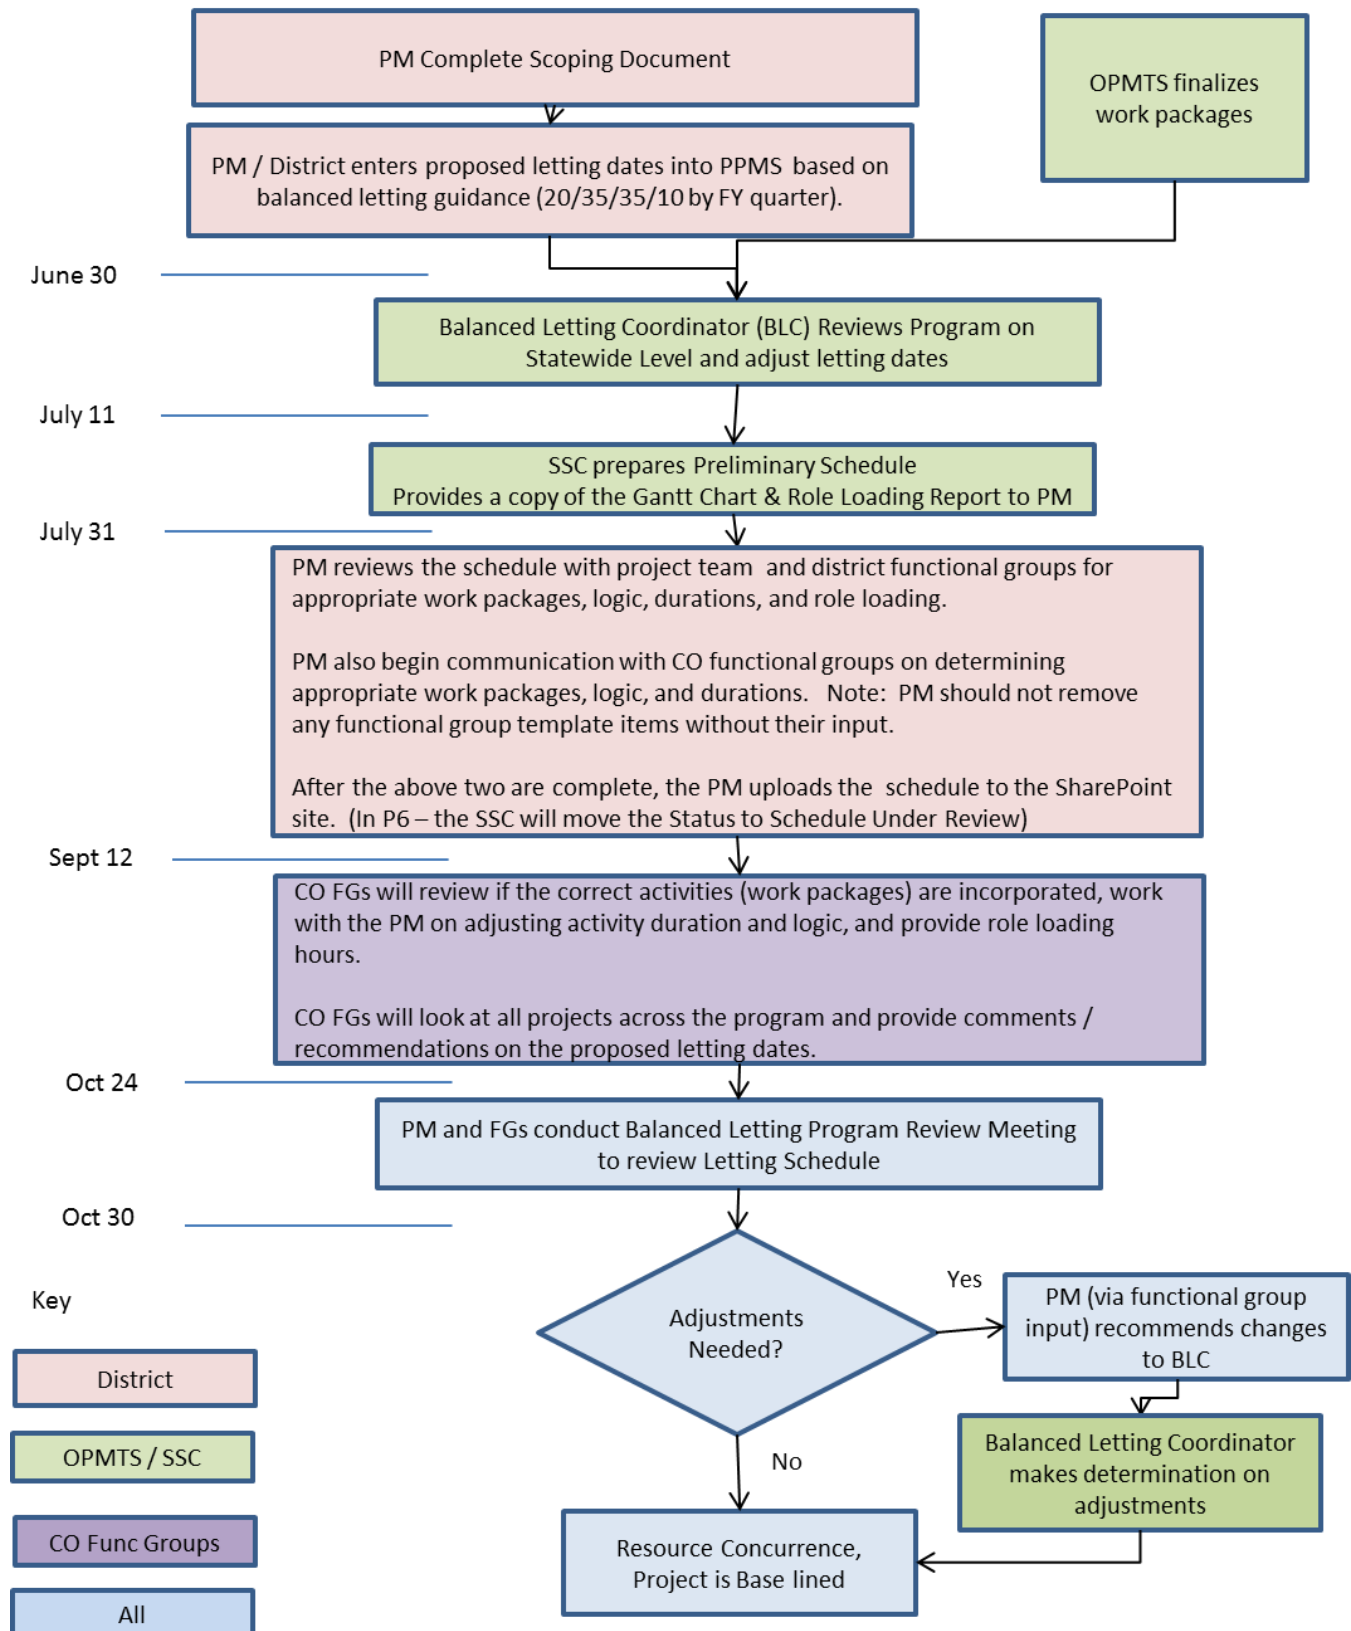 PM Complete Scoping Document
OPMTS finalizes
work packages
PM / District enters proposed letting dates into PPMS based on
balanced letting guidance (20/35/35/10 by FY quarter).
June 30
Balanced Letting Coordinator (BLC) Reviews Program on
Statewide Level and adjust letting dates
July 11
SSC prepares Preliminary Schedule
Provides a copy of the Gantt Chart & Role Loading Report to PM
July 31
PM reviews the schedule with project team and district functional groups for
appropriate work packages, logic, durations, and role loading.
PM also begin communication with CO functional groups on determining
appropriate work packages, logic, and durations. Note: PM should not remove
any functional group template items without their input.
After the above two are complete, the PM uploads the schedule to the SharePoint
site. (In P6 – the SSC will move the Status to Schedule Under Review)
Sept 12
CO FGs will review if the correct activities (work packages) are incorporated, work
with the PM on adjusting activity duration and logic, and provide role loading
hours.
CO FGs will look at all projects across the program and provide comments /
recommendations on the proposed letting dates.
Oct 24
PM and FGs conduct Balanced Letting Program Review Meeting
to review Letting Schedule
Oct 30
Adjustments
Needed?
Yes
PM (via functional group
input) recommends changes
to BLC
Balanced Letting Coordinator
makes determination on
adjustments
No
Resource Concurrence,
Project is Base lined
Key
District
OPMTS / SSC
CO Func Groups
All